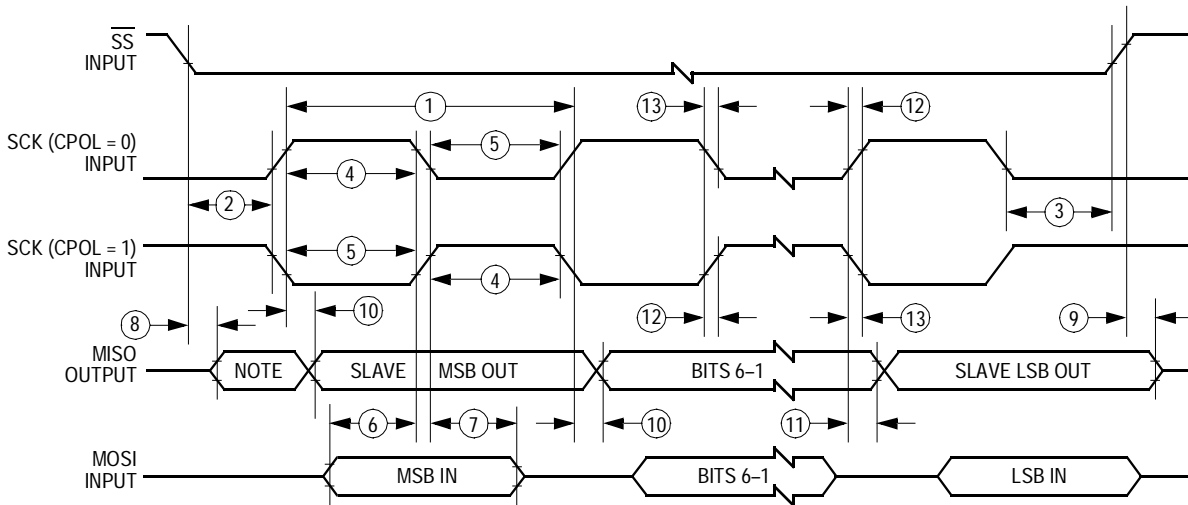 SS
INPUT
1
13
12
SCK (CPOL = 0)
INPUT
5
4
2
3
SCK (CPOL = 1)
INPUT
5
4
8
10
12
13
9
MISO
OUTPUT
NOTE
SLAVE MSB OUT
BITS 6–1
SLAVE LSB OUT
6
7
10
11
MOSI
INPUT
MSB IN
BITS 6–1
LSB IN